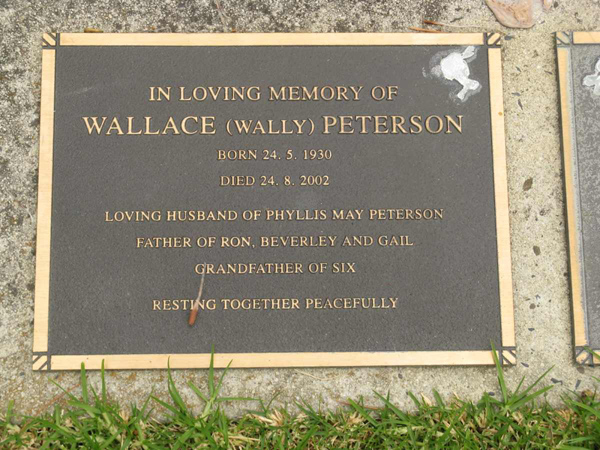 IN LOVING MEMORY OF
WALLACE (WALLY) PETERSON
BORN 24. 5. 1930
DIED 24. 8. 2002
LOVING HUSBAND OF PHYLLIS MAY PETERSON
FATHER OF RON, BEVERLEY AND GAIL
GRANDFATHER OF SIX
RESTING TOGETHER PEACEFULLY